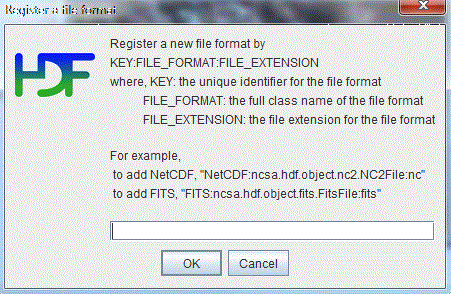 Register a file format
HDF
Register a new file format by
KEY:FILE_FORMAT:FILE_EXTENSION
where, KEY: the unique identifier for the file format
FILE_FORMAT: the full class name of the file format
FILE_EXTENSION: the file extension for the file format
For example,
to add NetCDF, "NetCDF:ncsa.hdf.object.nc2.NC2File:nc"
to add FITS, "FITS:ncsa.hdf.object.fits.FitsFile:fits"
OK
Cancel